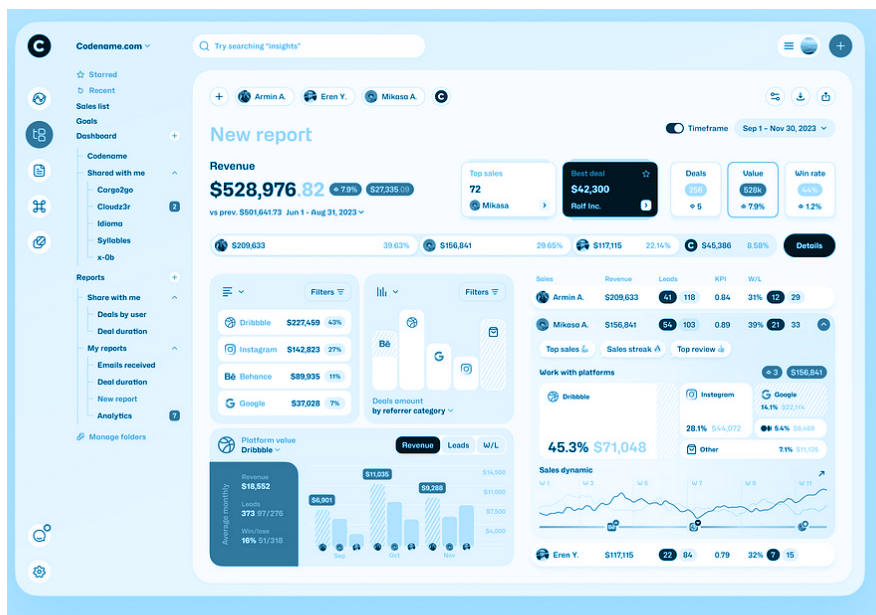 C
Codename.com
Try searching "insights"
Starred
Recent
Sales list
Goals
Dashboard
Codename
Shared with me
Cargo2go
Cloudz3r 2
Idioma
Syllables
x-0b
Reports
Share with me
Deals by user
Deal duration
My reports
Emails received
Deal duration
New report
Analytics 7
Manage folders
Armin A. Eren Y. Mikasa A. C
New report
Timeframe Sep 1 – Nov 30, 2023
Revenue
$528,976.82 7.9% $27,335.09
vs prev. $501,641.73 Jun 1 - Aug 31, 2023
Top sales
72
Mikasa
Best deal
$42,300
Rolf Inc.
Deals
256
5
Value
528k
7.9%
Win rate
44%
1.2%
$209,633 39.63% $156,841 29.65% $117,115 22.14% C $45,386 8.58% Details
Filters
Dribbble $227,459 43%
Instagram $142,823 27%
Bē Behance $89,935 11%
Google $37,028 7%
Filters
Bē
Deals amount
by referrer category
Platform value
Dribbble
Revenue Leads W/L
Average monthly
Revenue
$18,552
Leads
373 97/276
Win/lose
16% 51/318
$6,901
$11,035
$9,288
$14,500
$11,000
$7,500
$4,000
Sep Oct Nov
Sales Revenue Leads KPI W/L
Armin A. $209,633 41 118 0.84 31% 12 29
Mikasa A. $156,841 54 103 0.89 39% 21 33
Top sales Sales streak Top review
Work with platforms 3 $156,841
Dribbble
45.3% $71,048
Instagram
28.1% $44,072
Google
14.1%
5.4%
Other 7.1%
Sales dynamic
W 1 W 3 W 5 W 7 W 9 W 11
Eren Y. $117,115 22 84 0.79 32% 7 15